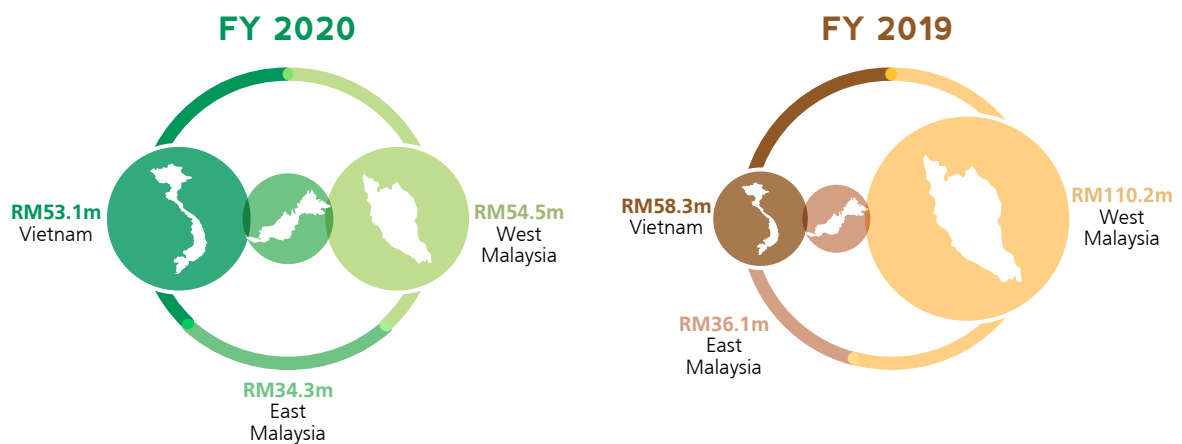 FY 2020
RM53.1m
Vietnam
RM54.5m
West
Malaysia
RM34.3m
East
Malaysia
FY 2019
RM58.3m
Vietnam
RM110.2m
West
Malaysia
RM36.1m
East
Malaysia